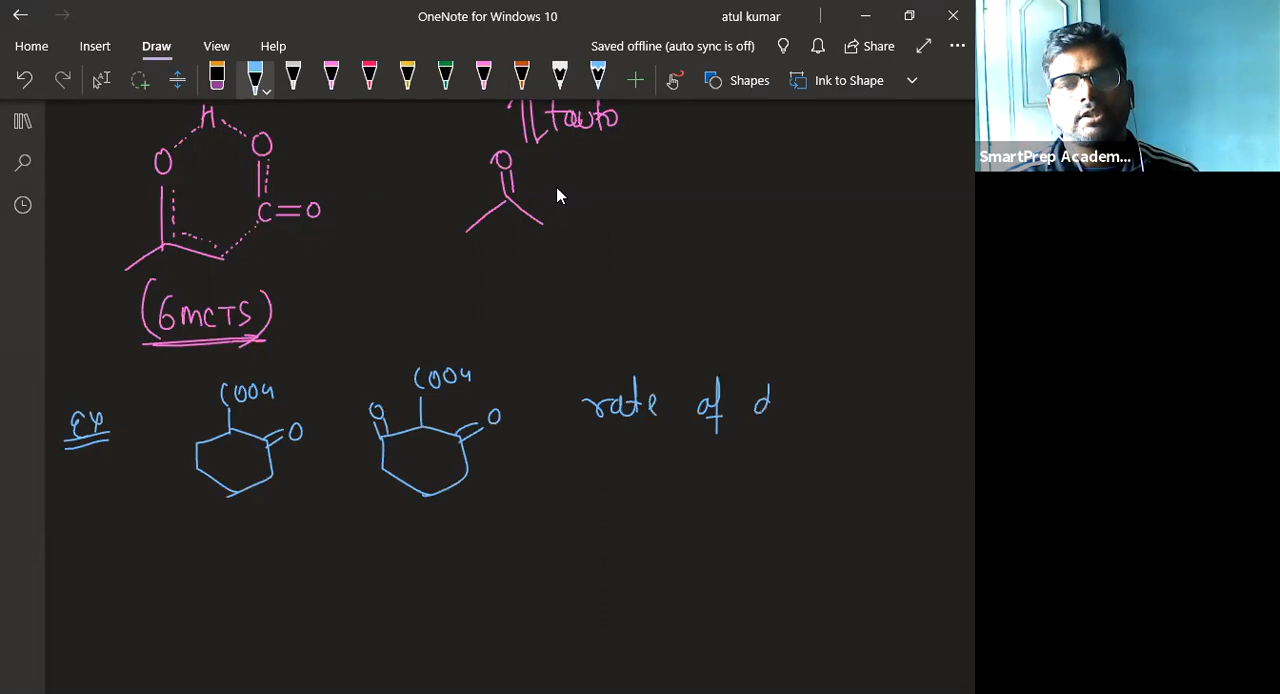 OneNote for Windows 10
atul kumar
Home Insert Draw View Help
Saved offline (auto sync is off)
Share
Shapes
Ink to Shape
SmartPrep Academ...
H
tauto
O O O
C=O
(6MCTS)
COOH COOH
Ex O O O rate of d